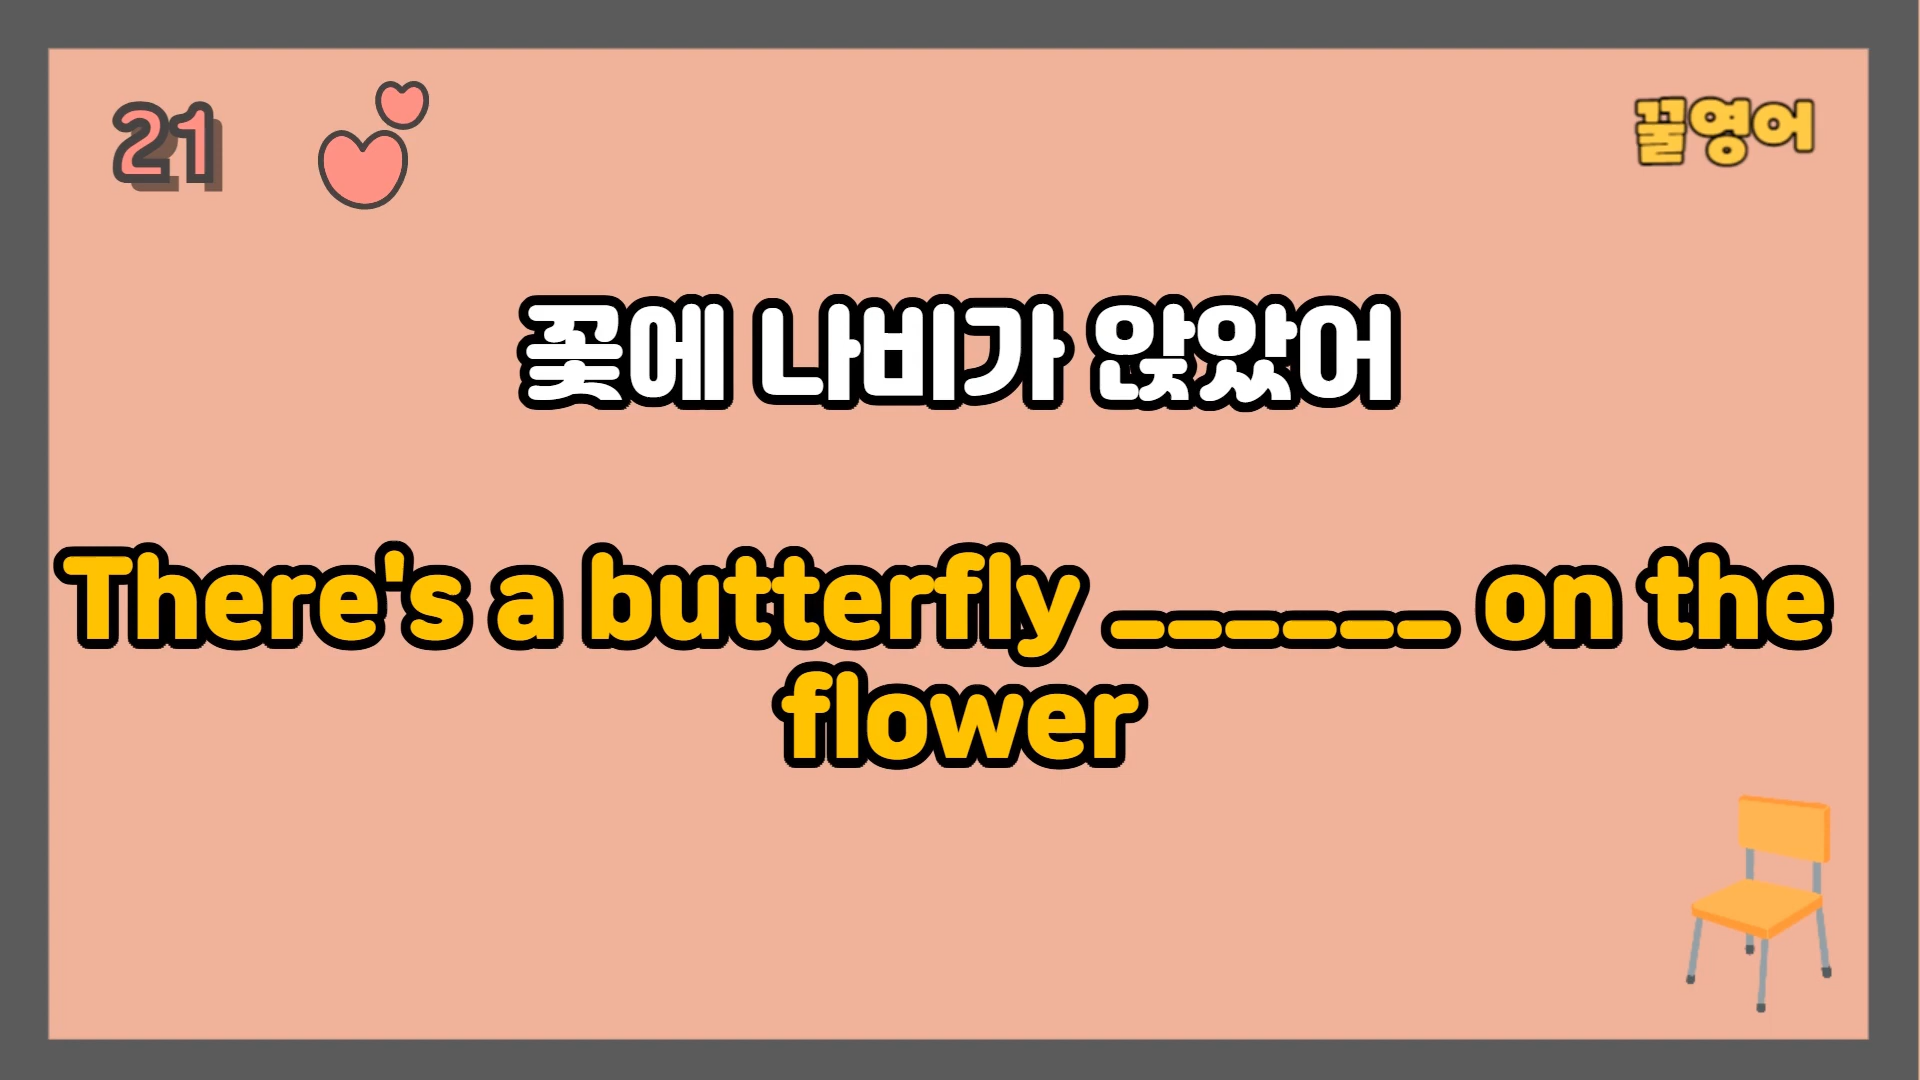 21
꿀영어
꽃에 나비가 앉았어
There's a butterfly ______ on the
flower